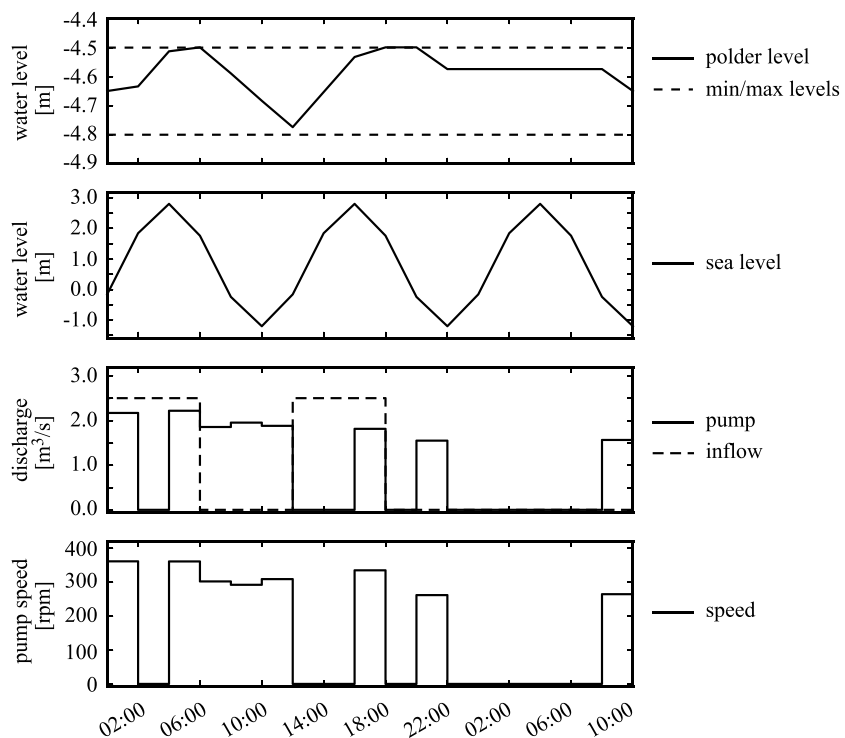 water level
[m]
-4.4
-4.5
-4.6
-4.7
-4.8
-4.9
polder level
min/max levels
water level
[m]
3.0
2.0
1.0
0.0
-1.0
sea level
discharge
[m³/s]
3.0
2.0
1.0
0.0
pump
inflow
pump speed
[rpm]
400
300
200
100
0
speed
02:00 06:00 10:00 14:00 18:00 22:00 02:00 06:00 10:00